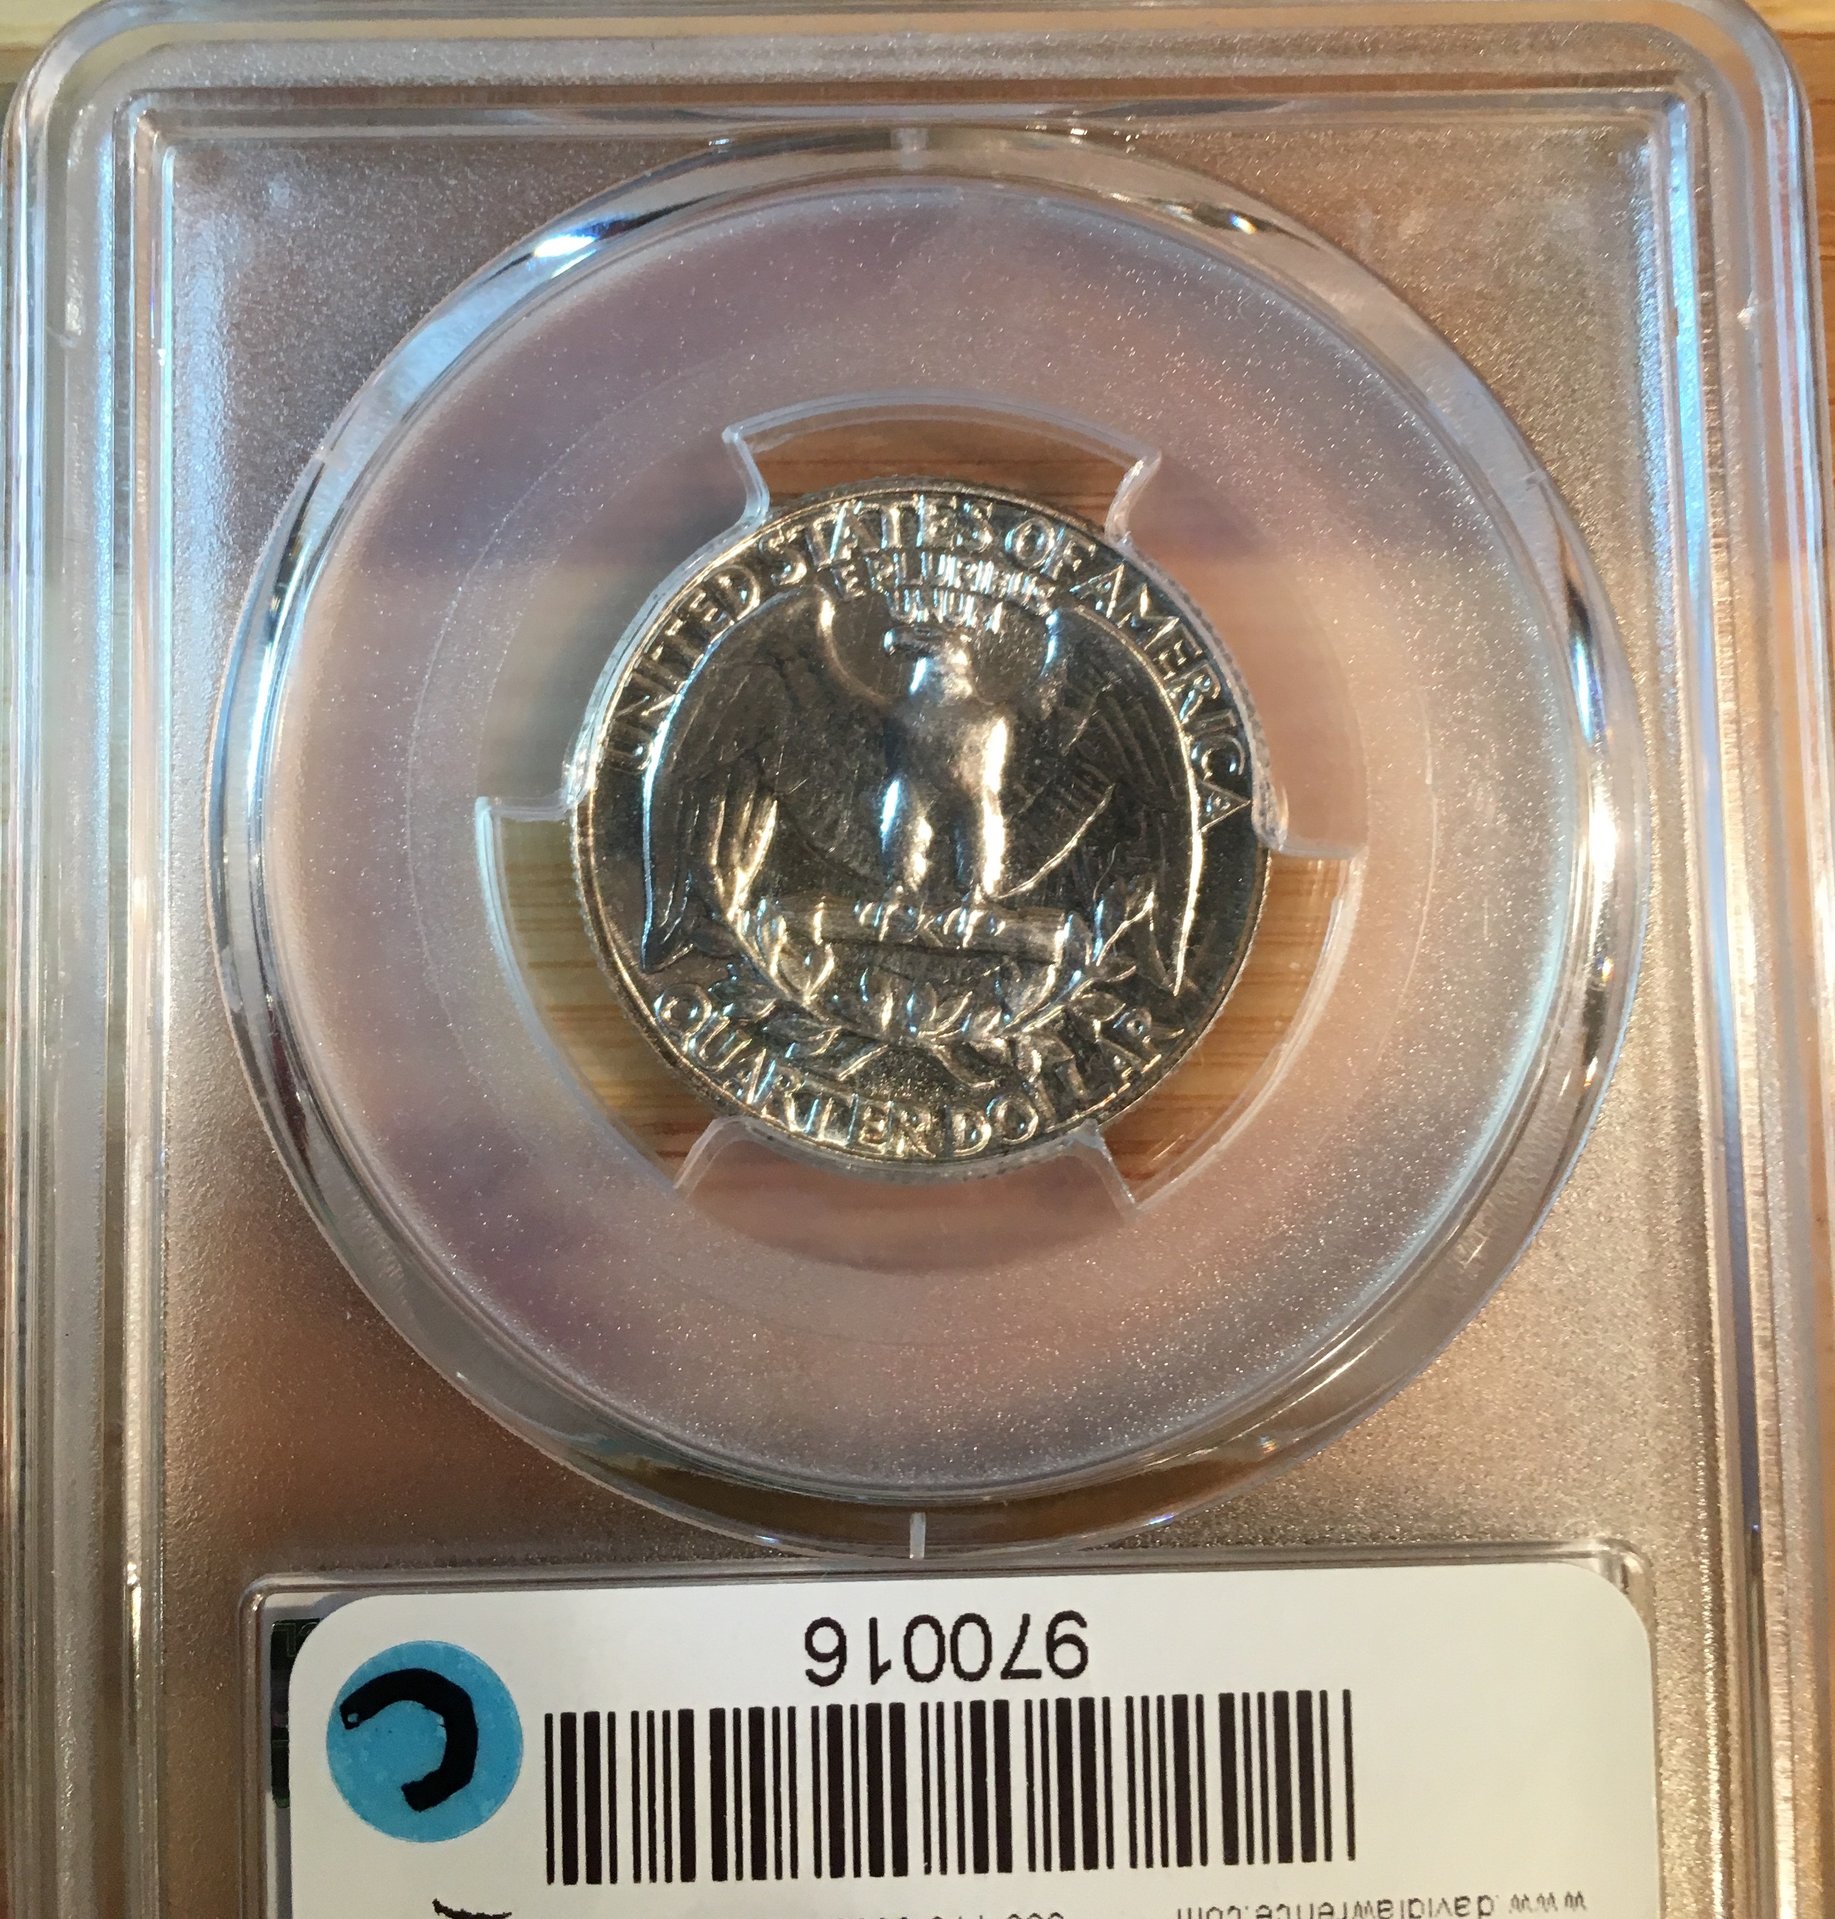 UNITED STATES OF AMERICA
E PLURIBUS
UNUM
QUARTER DOLLAR
970016
C
www.davidlawrence.com